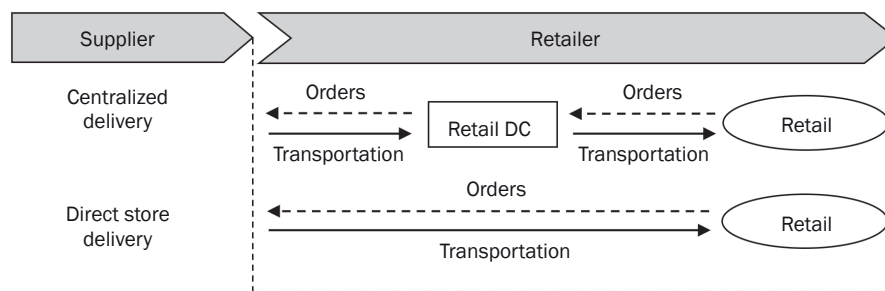 Supplier
Retailer
Centralized
delivery
Orders
Orders
Retail DC
Retail
Transportation
Transportation
Direct store
delivery
Orders
Retail
Transportation